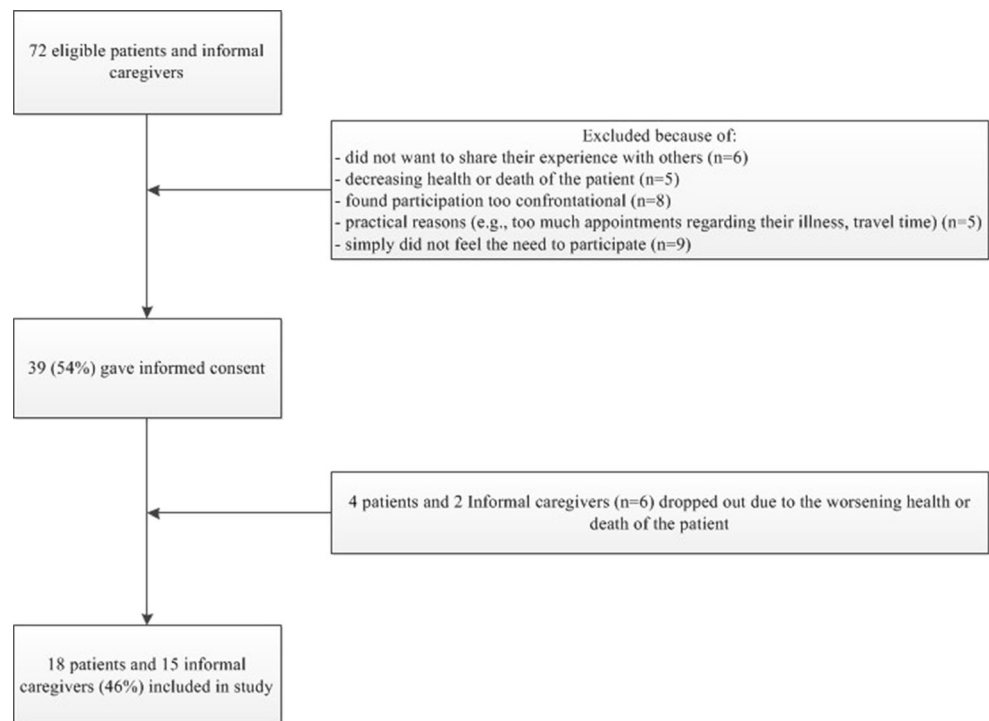 72 eligible patients and informal
caregivers
Excluded because of:
- did not want to share their experience with others (n=6)
- decreasing health or death of the patient (n=5)
- found participation too confrontational (n=8)
- practical reasons (e.g., too much appointments regarding their illness, travel time) (n=5)
- simply did not feel the need to participate (n=9)
39 (54%) gave informed consent
4 patients and 2 Informal caregivers (n=6) dropped out due to the worsening health or
death of the patient
18 patients and 15 informal
caregivers (46%) included in study